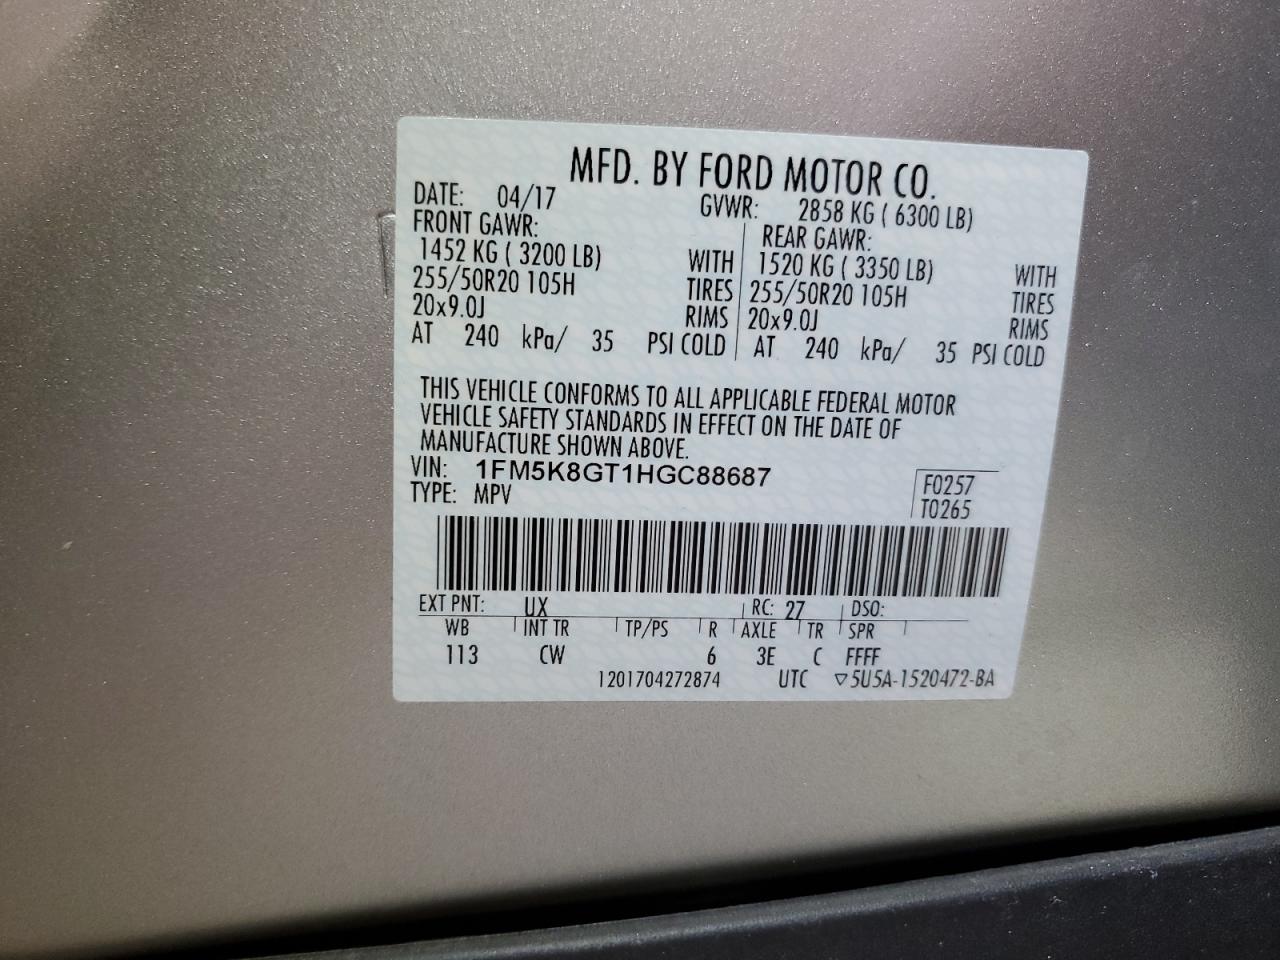 MFD. BY FORD MOTOR CO.
DATE: 04/17 GVWR: 2858 KG ( 6300 LB)
FRONT GAWR: REAR GAWR:
1452 KG ( 3200 LB) WITH 1520 KG ( 3350 LB) WITH
255/50R20 105H TIRES 255/50R20 105H TIRES
20x9.0J RIMS 20x9.0J RIMS
AT 240 kPa/ 35 PSI COLD AT 240 kPa/ 35 PSI COLD
THIS VEHICLE CONFORMS TO ALL APPLICABLE FEDERAL MOTOR
VEHICLE SAFETY STANDARDS IN EFFECT ON THE DATE OF
MANUFACTURE SHOWN ABOVE.
VIN: 1FM5K8GT1HGC88687 F0257
TYPE: MPV T0265
EXT PNT: UX RC: 27 DSO:
WB INT TR TP/PS R AXLE TR SPR
113 CW 6 3E C FFFF
1201704272874 UTC ▽5U5A-1520472-BA